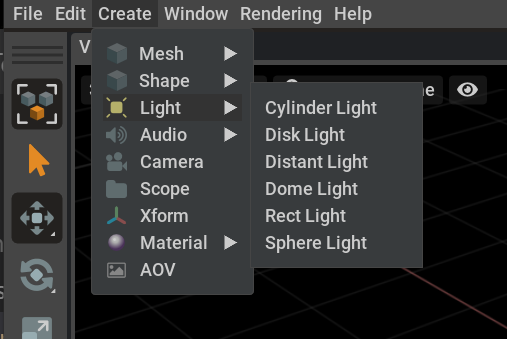 File Edit Create Window Rendering Help
V
Mesh
Shape
Light
Audio
Camera
Scope
Xform
Material
AOV
Cylinder Light
Disk Light
Distant Light
Dome Light
Rect Light
Sphere Light